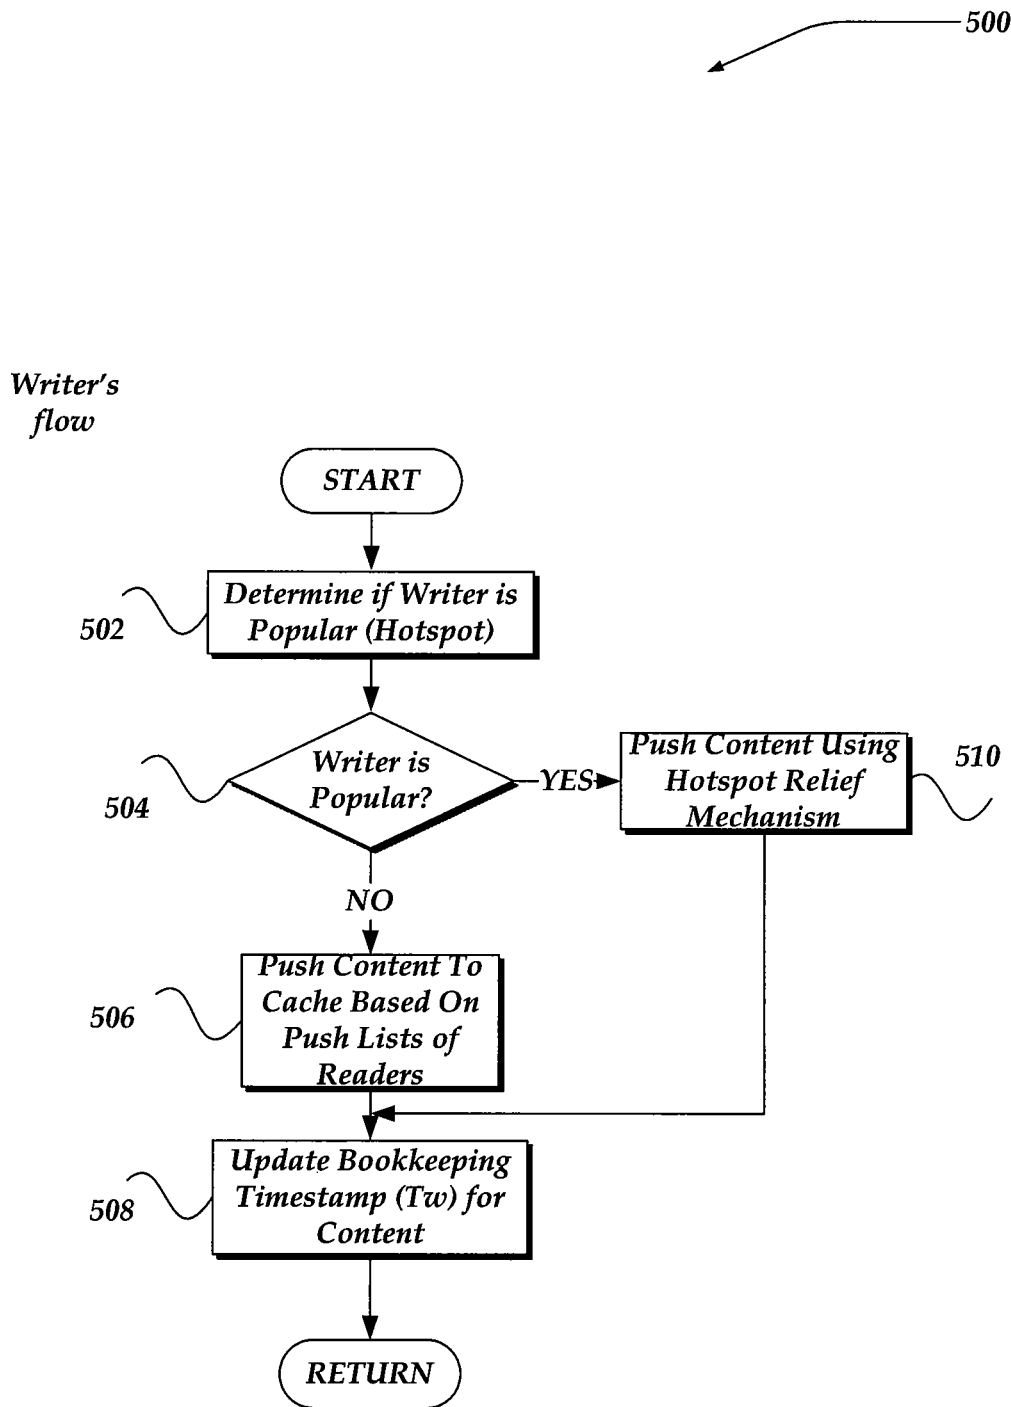 500
Writer's
flow
START
Determine if Writer is
Popular (Hotspot)
502
Writer is
Popular?
504
YES
Push Content Using
Hotspot Relief
Mechanism
510
NO
Push Content To
Cache Based On
Push Lists of
Readers
506
Update Bookkeeping
Timestamp (Tw) for
Content
508
RETURN